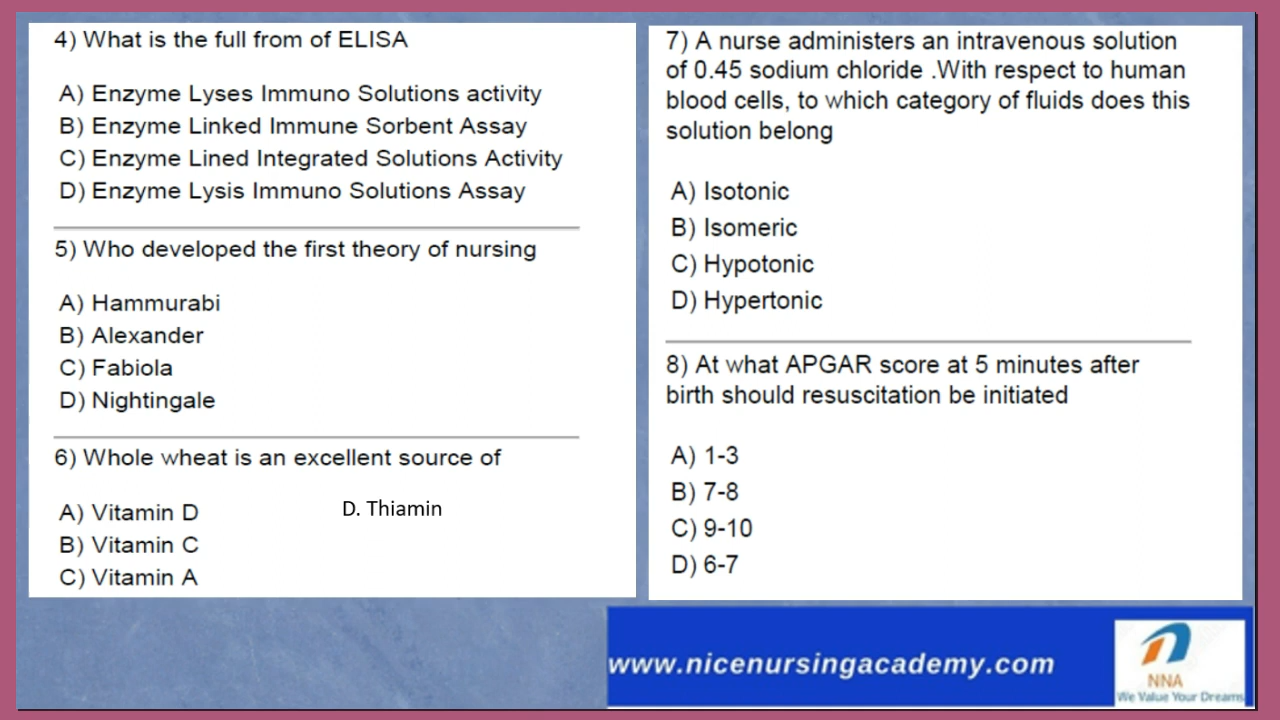 4) What is the full from of ELISA
A) Enzyme Lyses Immuno Solutions activity
B) Enzyme Linked Immune Sorbent Assay
C) Enzyme Lined Integrated Solutions Activity
D) Enzyme Lysis Immuno Solutions Assay
5) Who developed the first theory of nursing
A) Hammurabi
B) Alexander
C) Fabiola
D) Nightingale
6) Whole wheat is an excellent source of
A) Vitamin D
D. Thiamin
B) Vitamin C
C) Vitamin A
7) A nurse administers an intravenous solution
of 0.45 sodium chloride .With respect to human
blood cells, to which category of fluids does this
solution belong
A) Isotonic
B) Isomeric
C) Hypotonic
D) Hypertonic
8) At what APGAR score at 5 minutes after
birth should resuscitation be initiated
A) 1-3
B) 7-8
C) 9-10
D) 6-7
www.nicenursingacademy.com
NNA
We Value Your Dreams